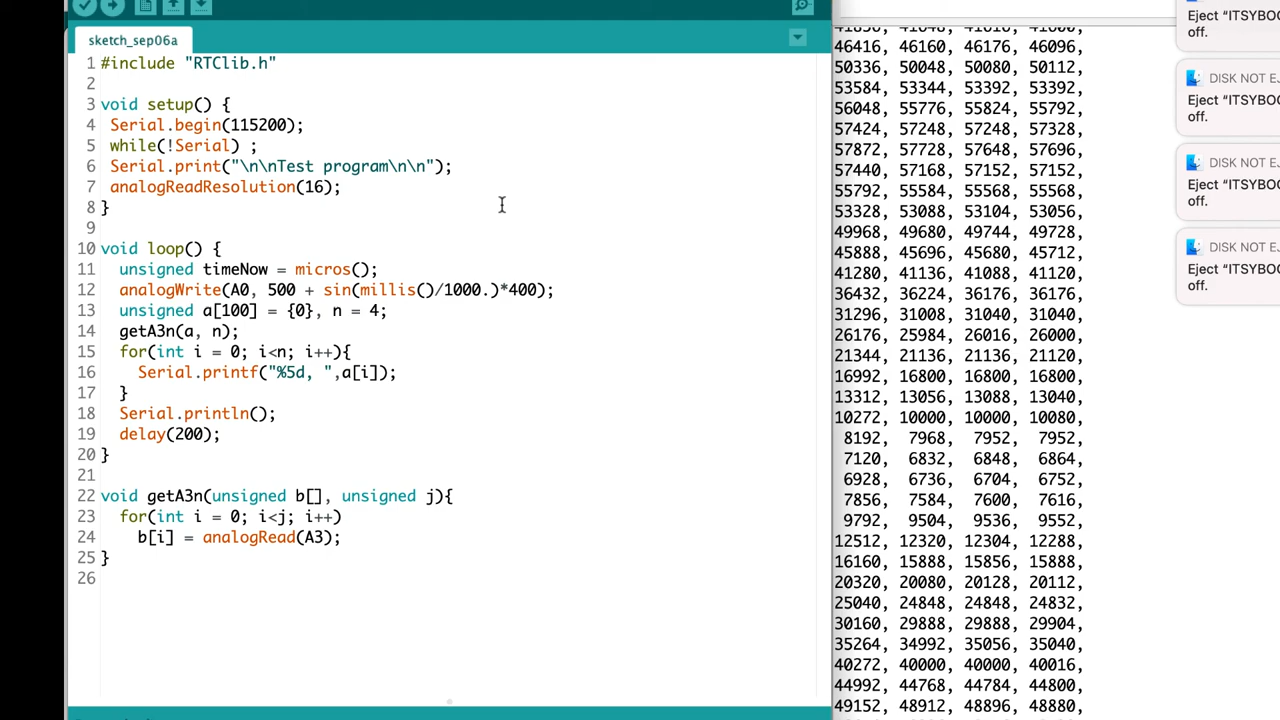 sketch_sep06a
1 #include "RTClib.h"
2
3 void setup() {
4 Serial.begin(115200);
5 while(!Serial) ;
6 Serial.print("\n\nTest program\n\n");
7 analogReadResolution(16);
8 }
9
10 void loop() {
11 unsigned timeNow = micros();
12 analogWrite(A0, 500 + sin(millis()/1000.)*400);
13 unsigned a[100] = {0}, n = 4;
14 getA3n(a, n);
15 for(int i = 0; i<n; i++){
16 Serial.printf("%5d, ",a[i]);
17 }
18 Serial.println();
19 delay(200);
20 }
21
22 void getA3n(unsigned b[], unsigned j){
23 for(int i = 0; i<j; i++)
24 b[i] = analogRead(A3);
25 }
26
46416, 46160, 46176, 46096,
50336, 50048, 50080, 50112,
53584, 53344, 53392, 53392,
56048, 55776, 55824, 55792,
57424, 57248, 57248, 57328,
57872, 57728, 57648, 57696,
57440, 57168, 57152, 57152,
55792, 55584, 55568, 55568,
53328, 53088, 53104, 53056,
49968, 49680, 49744, 49728,
45888, 45696, 45680, 45712,
41280, 41136, 41088, 41120,
36432, 36224, 36176, 36176,
31296, 31008, 31040, 31040,
26176, 25984, 26016, 26000,
21344, 21136, 21136, 21120,
16992, 16800, 16800, 16800,
13312, 13056, 13088, 13040,
10272, 10000, 10000, 10080,
8192, 7968, 7952, 7952,
7120, 6832, 6848, 6864,
6928, 6736, 6704, 6752,
7856, 7584, 7600, 7616,
9792, 9504, 9536, 9552,
12512, 12320, 12304, 12288,
16160, 15888, 15856, 15888,
20320, 20080, 20128, 20112,
25040, 24848, 24848, 24832,
30160, 29888, 29888, 29904,
35264, 34992, 35056, 35040,
40272, 40000, 40000, 40016,
44992, 44768, 44784, 44800,
49152, 48912, 48896, 48880,
Eject “ITSYBOO
off.
DISK NOT EJ
Eject “ITSYBOO
off.
DISK NOT EJ
Eject “ITSYBOO
off.
DISK NOT EJ
Eject “ITSYBOO
off.